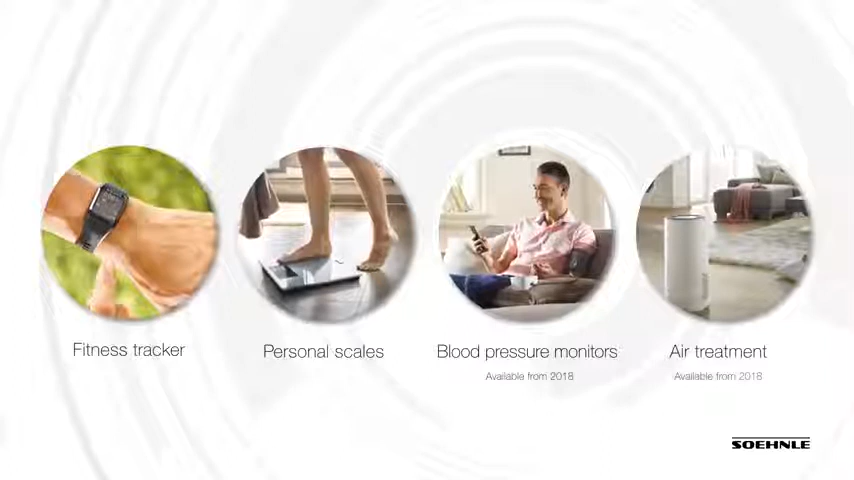 Fitness tracker
Personal scales
Blood pressure monitors
Air treatment
Available from 2018
Available from 2018
SOEHNLE